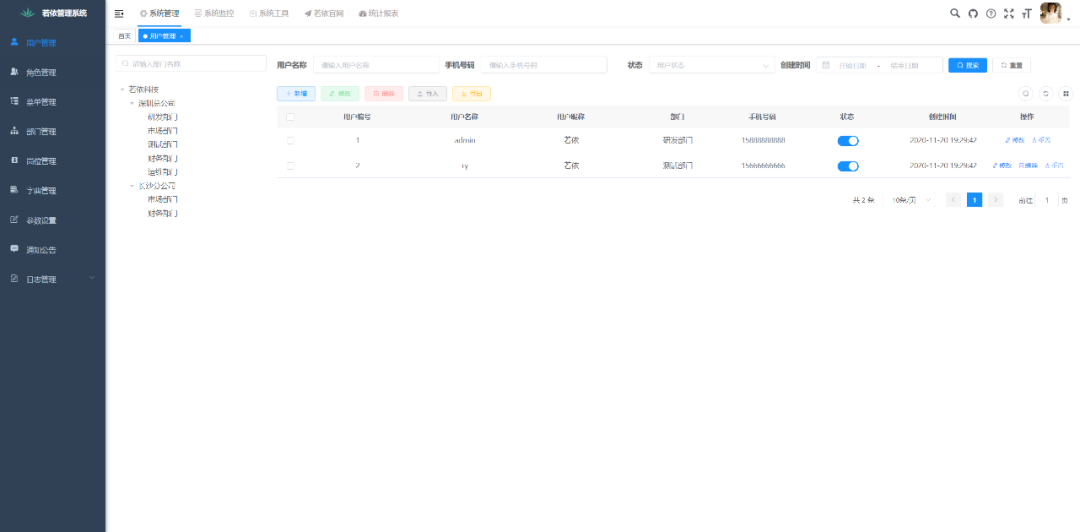 若依管理系统
系统管理 系统监控 系统工具 若依官网 统计报表
首页 用户管理 ×
用户管理
角色管理
菜单管理
部门管理
岗位管理
字典管理
参数设置
通知公告
日志管理
请输入部门名称
若依科技
深圳总公司
研发部门
市场部门
测试部门
财务部门
运维部门
长沙分公司
市场部门
财务部门
用户名称 请输入用户名称 手机号码 请输入手机号码 状态 用户状态 创建时间 开始日期 - 结束日期 搜索 重置
新增 修改 删除 导入 导出
用户编号 用户名称 用户昵称 部门 手机号码 状态 创建时间 操作
1 admin 若依 研发部门 15888888888 2020-11-20 19:29:42 修改 重置
2 ry 若依 测试部门 15666666666 2020-11-20 19:29:42 修改 删除 重置
共 2 条 10条/页 < 1 > 前往 1 页